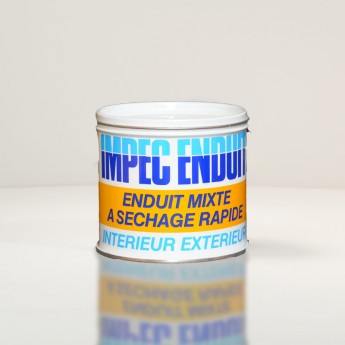 IMPEC ENDUIT
ENDUIT MIXTE
A SECHAGE RAPIDE
INTERIEUR EXTERIEUR